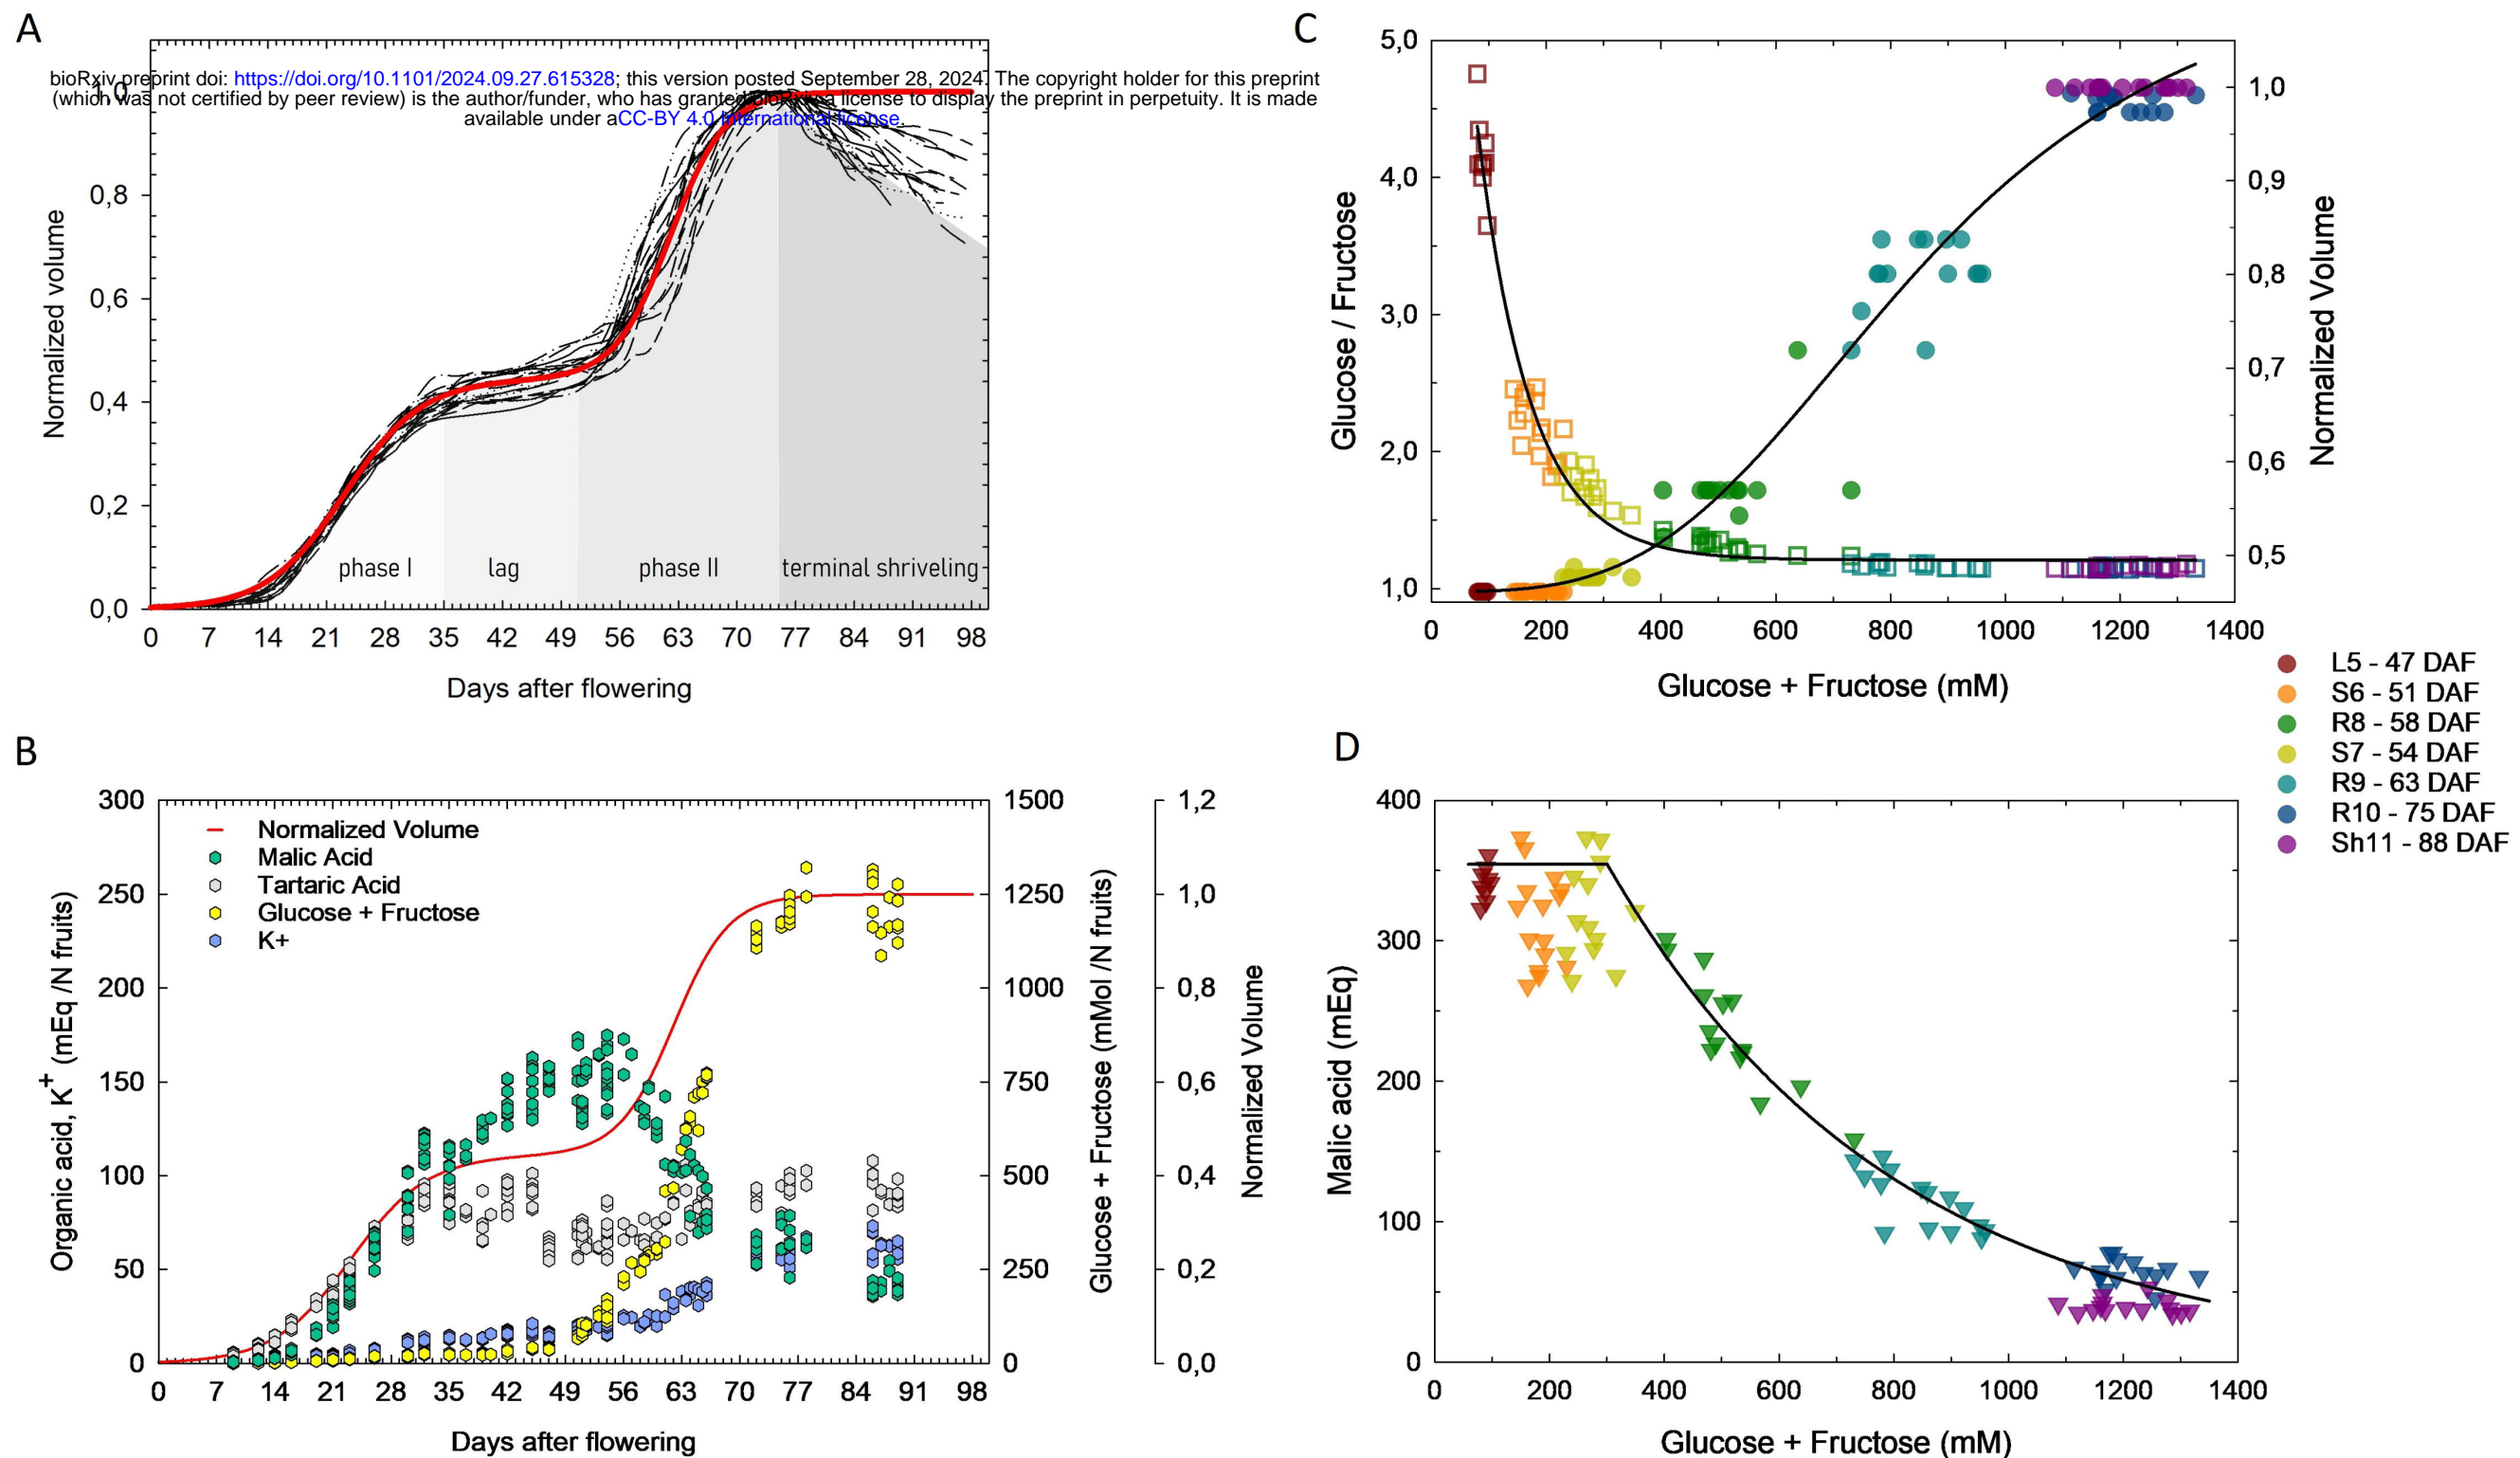 A
bioRxiv preprint doi: https://doi.org/10.1101/2024.09.27.615328; this version posted September 28, 2024. The copyright holder for this preprint
(which was not certified by peer review) is the author/funder, who has granted bioRxiv a license to display the preprint in perpetuity. It is made
available under aCC-BY 4.0 International license.
1,0
0,8
0,6
0,4
0,2
0,0
Normalized volume
phase I lag phase II terminal shriveling
0 7 14 21 28 35 42 49 56 63 70 77 84 91 98
Days after flowering
B
300
250
200
150
100
50
0
Organic acid, K+ (mEq /N fruits)
Normalized Volume
Malic Acid
Tartaric Acid
Glucose + Fructose
K+
1500
1250
1000
750
500
250
0
Glucose + Fructose (mMol /N fruits)
1,2
1,0
0,8
0,6
0,4
0,2
0,0
Normalized Volume
0 7 14 21 28 35 42 49 56 63 70 77 84 91 98
Days after flowering
C
5,0
4,0
3,0
2,0
1,0
Glucose / Fructose
1,0
0,9
0,8
0,7
0,6
0,5
Normalized Volume
0 200 400 600 800 1000 1200 1400
Glucose + Fructose (mM)
L5 - 47 DAF
S6 - 51 DAF
R8 - 58 DAF
S7 - 54 DAF
R9 - 63 DAF
R10 - 75 DAF
Sh11 - 88 DAF
D
400
300
200
100
0
Malic acid (mEq)
0 200 400 600 800 1000 1200 1400
Glucose + Fructose (mM)